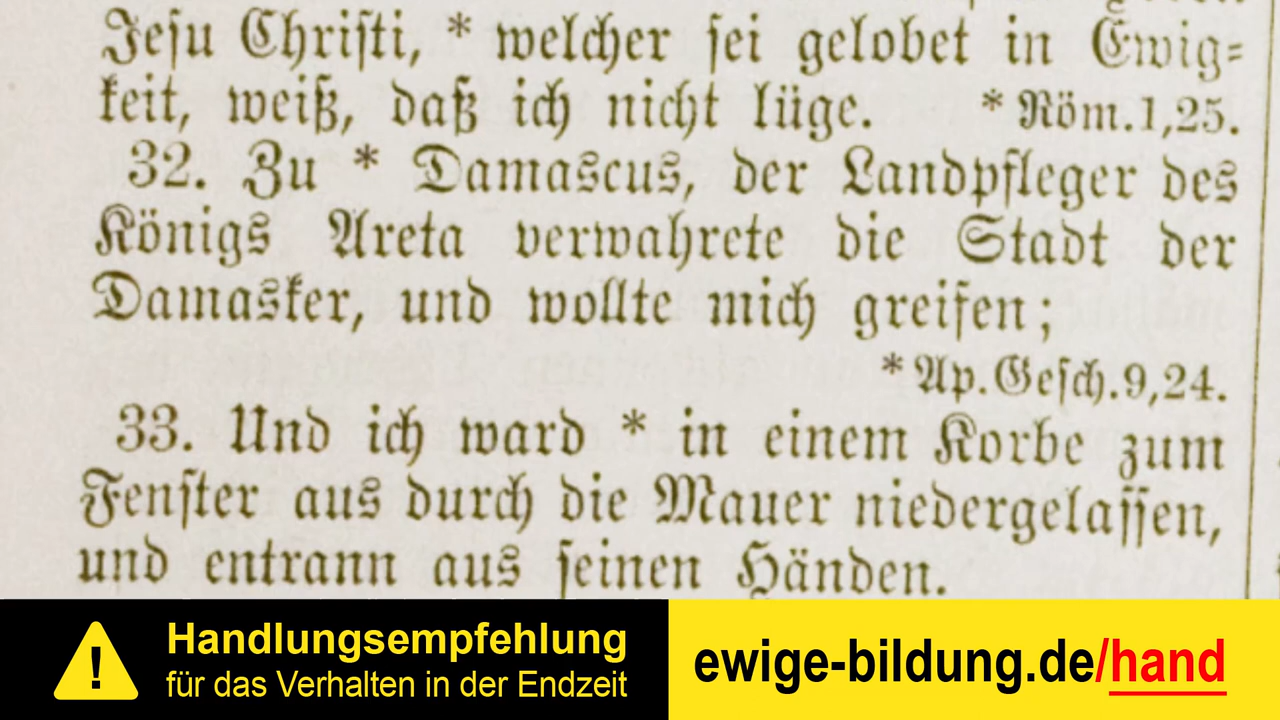 Jeſu Chriſti, * welcher ſei gelobet in Ewig=
keit, weiß, daß ich nicht lüge. * Röm. 1,25.
32. Zu * Damascus, der Landpfleger des
Königs Areta verwahrete die Stadt der
Damasker, und wollte mich greifen;
* Ap. Geſch. 9,24.
33. Und ich ward * in einem Korbe zum
Fenſter aus durch die Mauer niedergelaſſen,
und entrann aus ſeinen Händen.
! Handlungsempfehlung
für das Verhalten in der Endzeit
ewige-bildung.de/hand